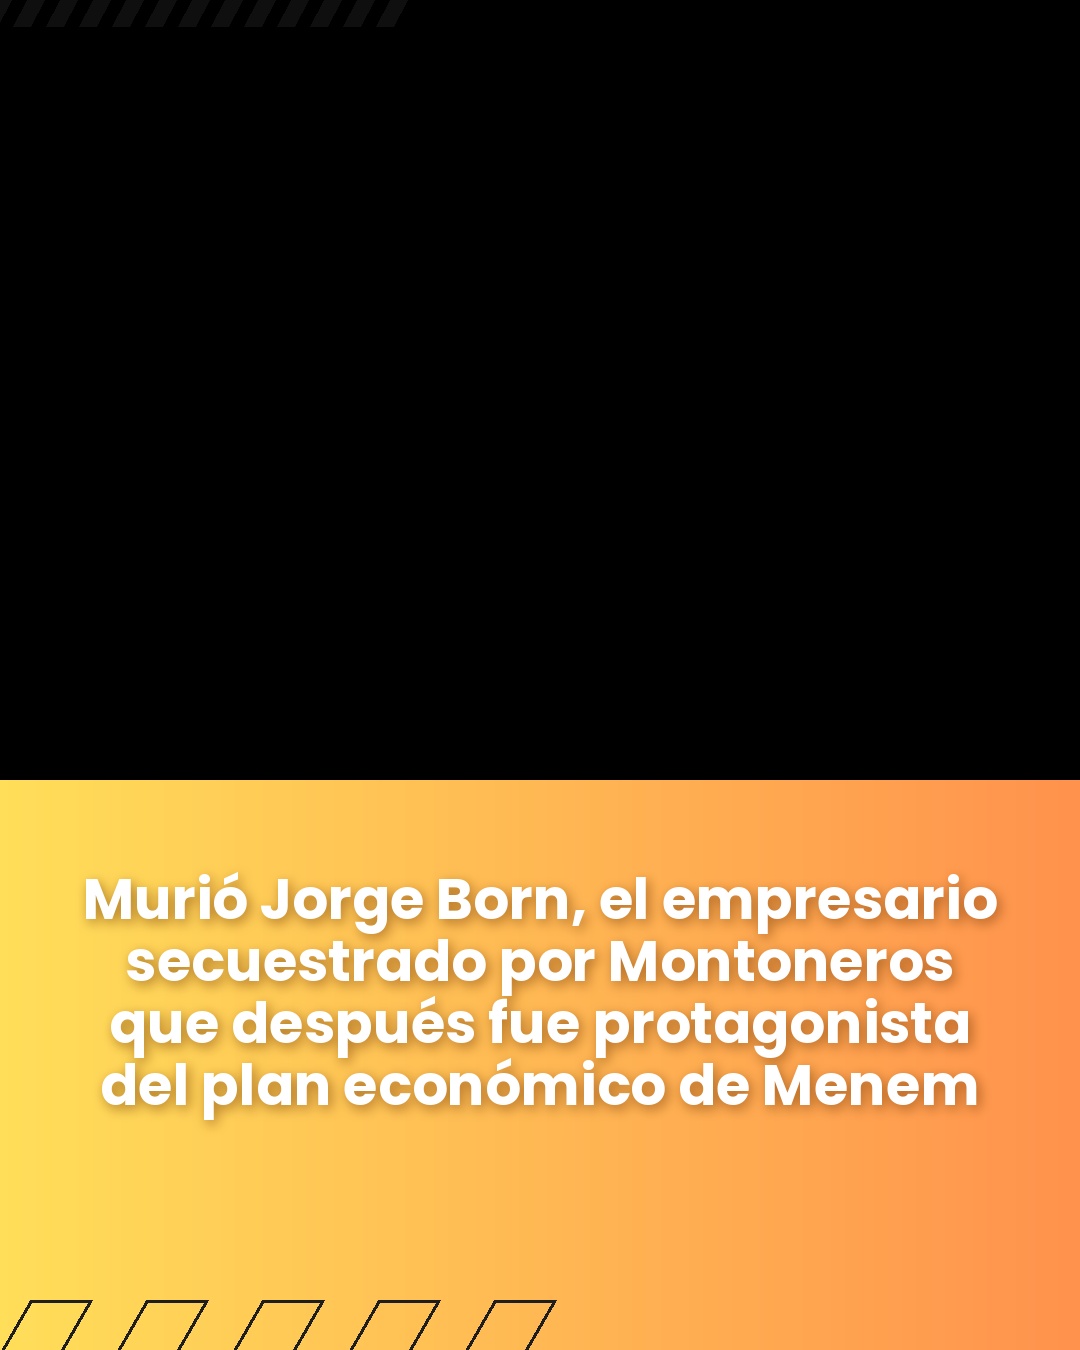 Murió Jorge Born, el empresario
secuestrado por Montoneros
que después fue protagonista
del plan económico de Menem